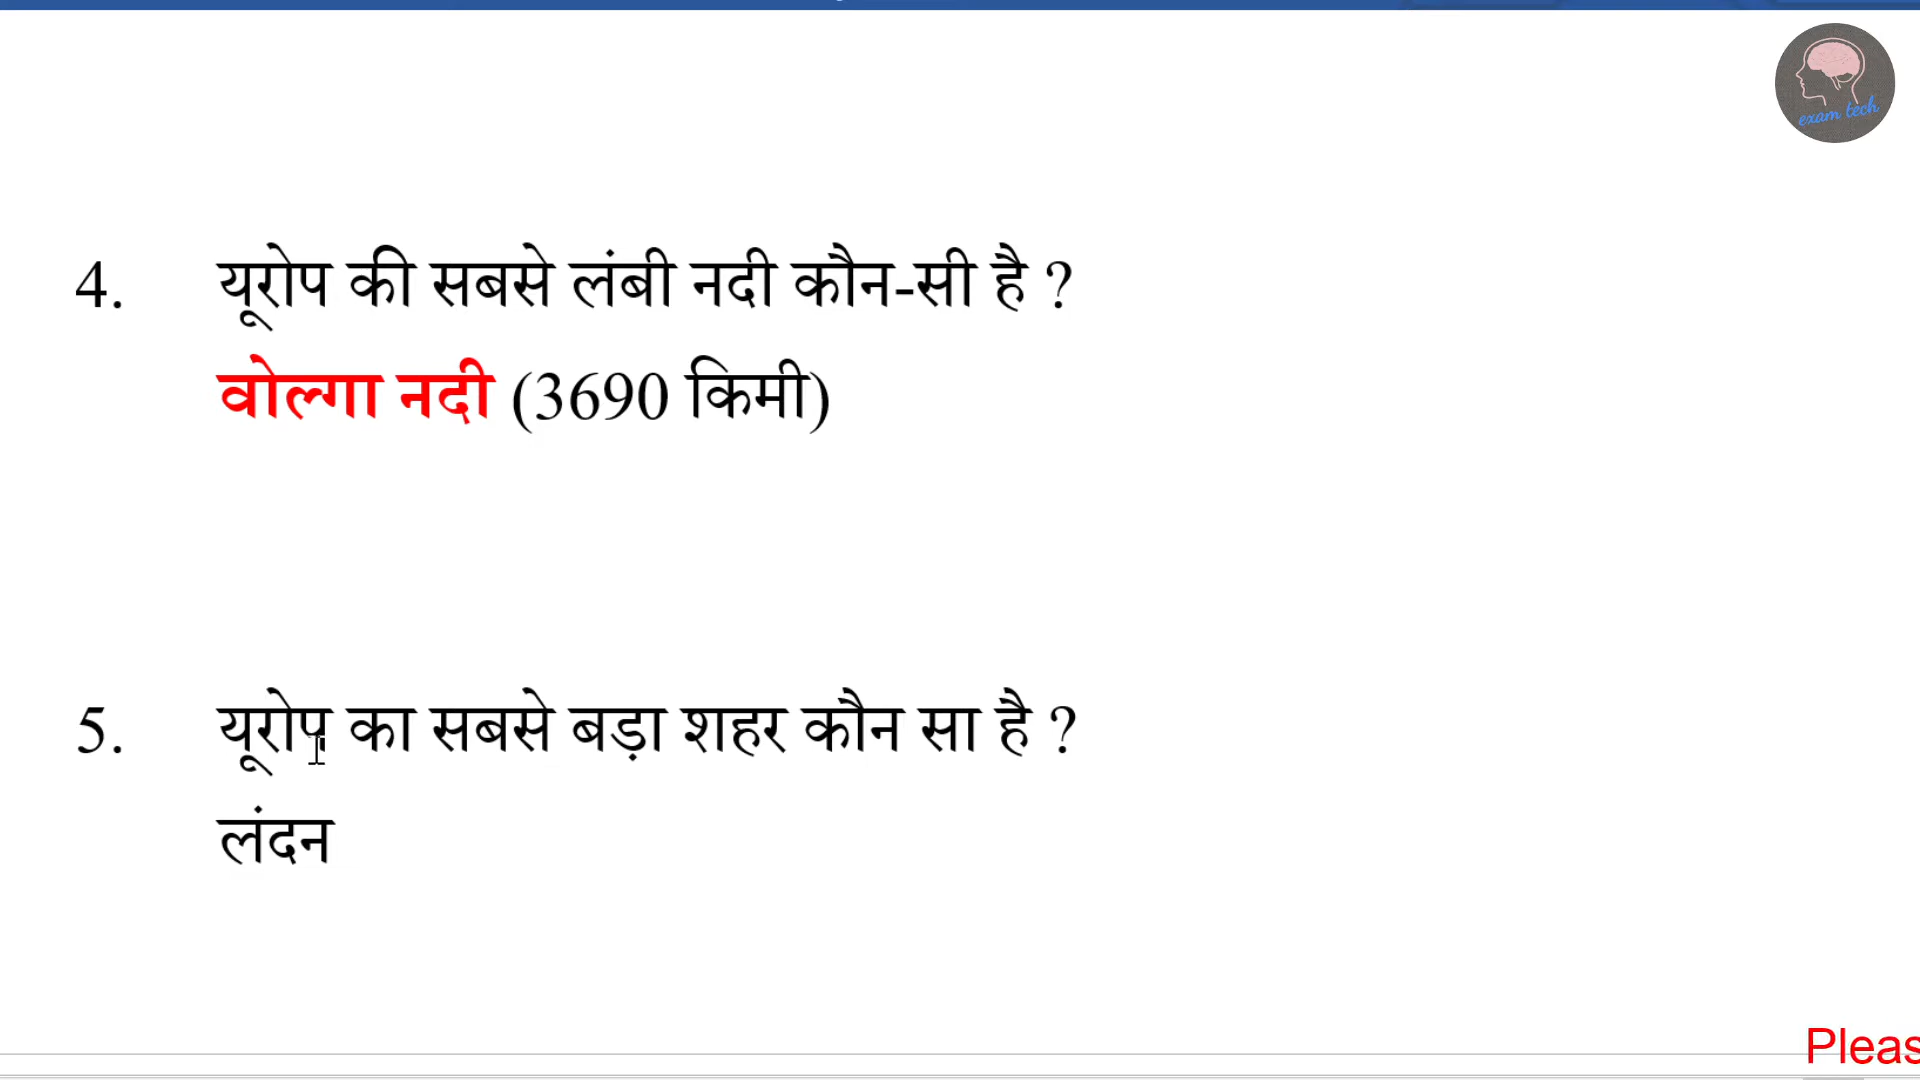 exam tech
4. यूरोप की सबसे लंबी नदी कौन-सी है ?
वोल्गा नदी (3690 किमी)
5. यूरोप का सबसे बड़ा शहर कौन सा है ?
लंदन
Pleas